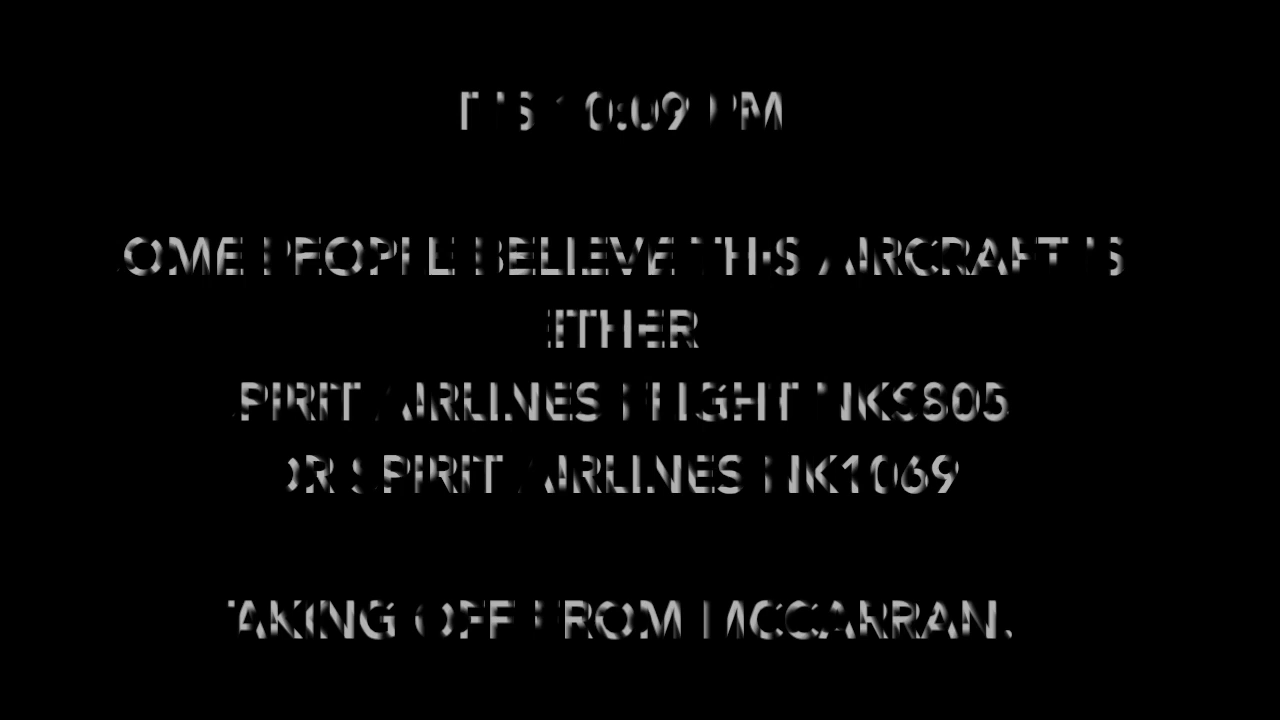 IT IS 10:09 PM
SOME PEOPLE BELIEVE THIS AIRCRAFT IS
EITHER
SPIRIT AIRLINES FLIGHT NKS805
OR SPIRIT AIRLINES NK1069
TAKING OFF FROM MCCARRAN.